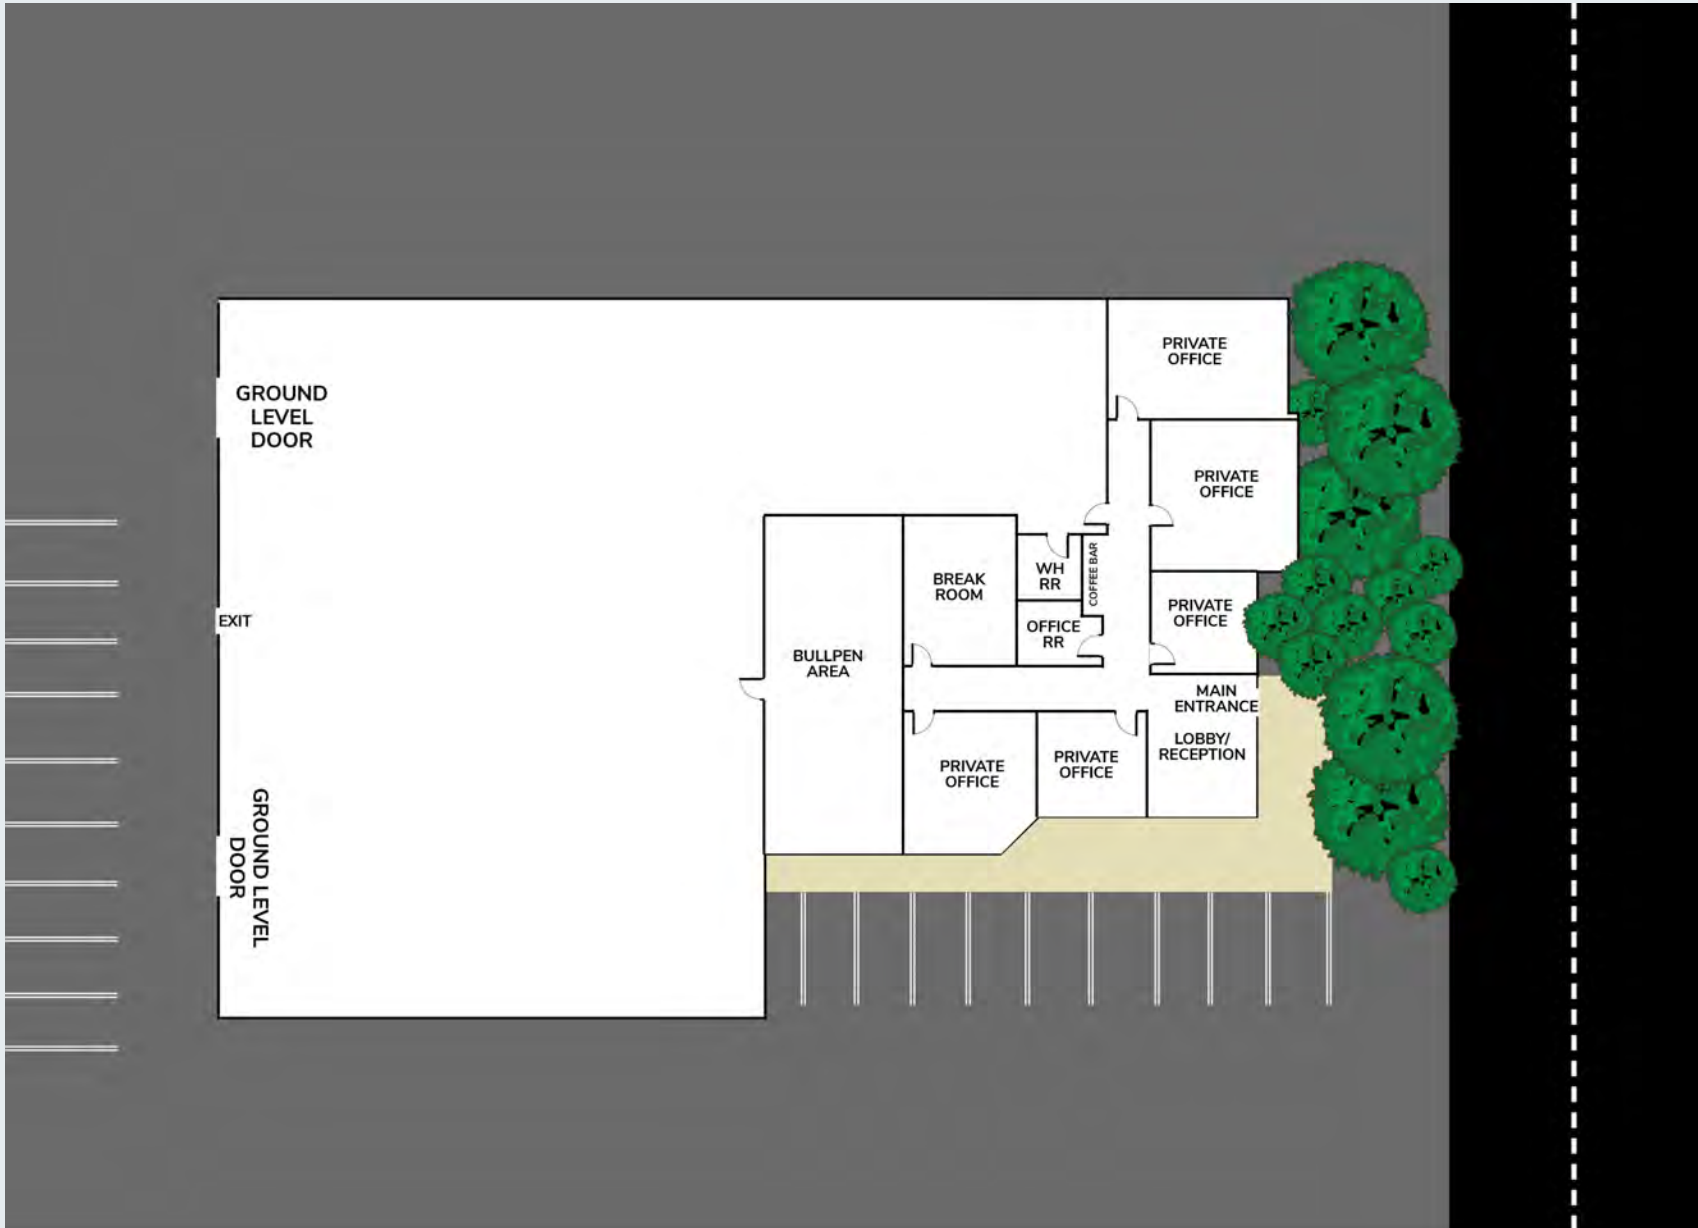 PRIVATE
OFFICE
GROUND
LEVEL
DOOR
PRIVATE
OFFICE
COFFEE BAR
WH
RR
BREAK
ROOM
PRIVATE
OFFICE
EXIT
OFFICE
RR
BULLPEN
AREA
MAIN
ENTRANCE
LOBBY/
RECEPTION
PRIVATE
OFFICE
PRIVATE
OFFICE
GROUND LEVEL
DOOR